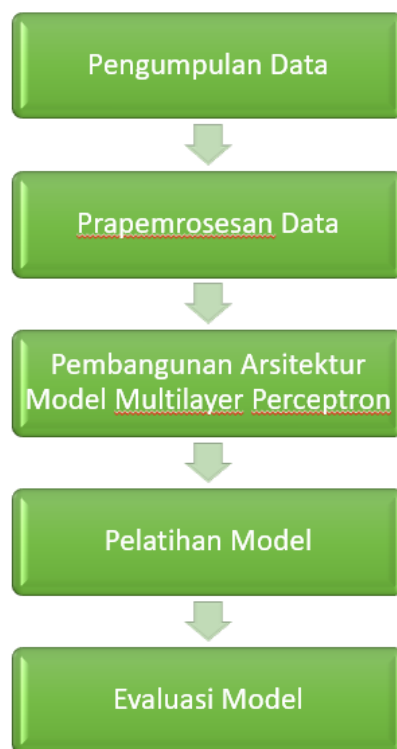 Pengumpulan Data
Prapemrosesan Data
Pembangunan Arsitektur
Model Multilayer Perceptron
Pelatihan Model
Evaluasi Model